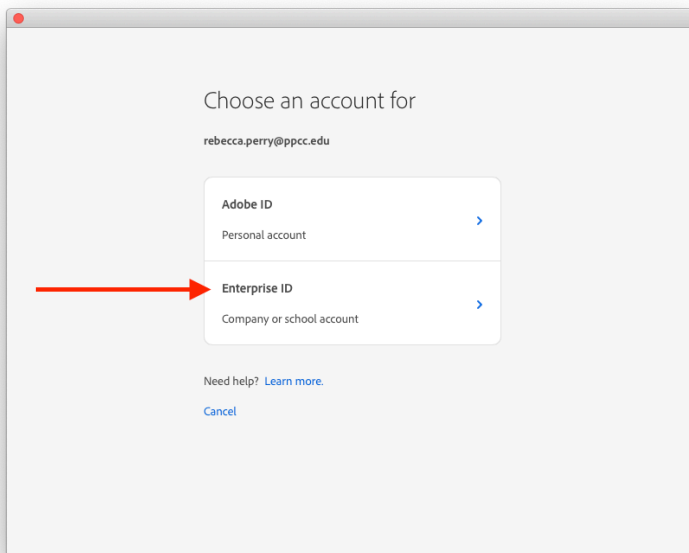 Choose an account for
rebecca.perry@ppcc.edu
Adobe ID
Personal account
Enterprise ID
Company or school account
Need help? Learn more.
Cancel